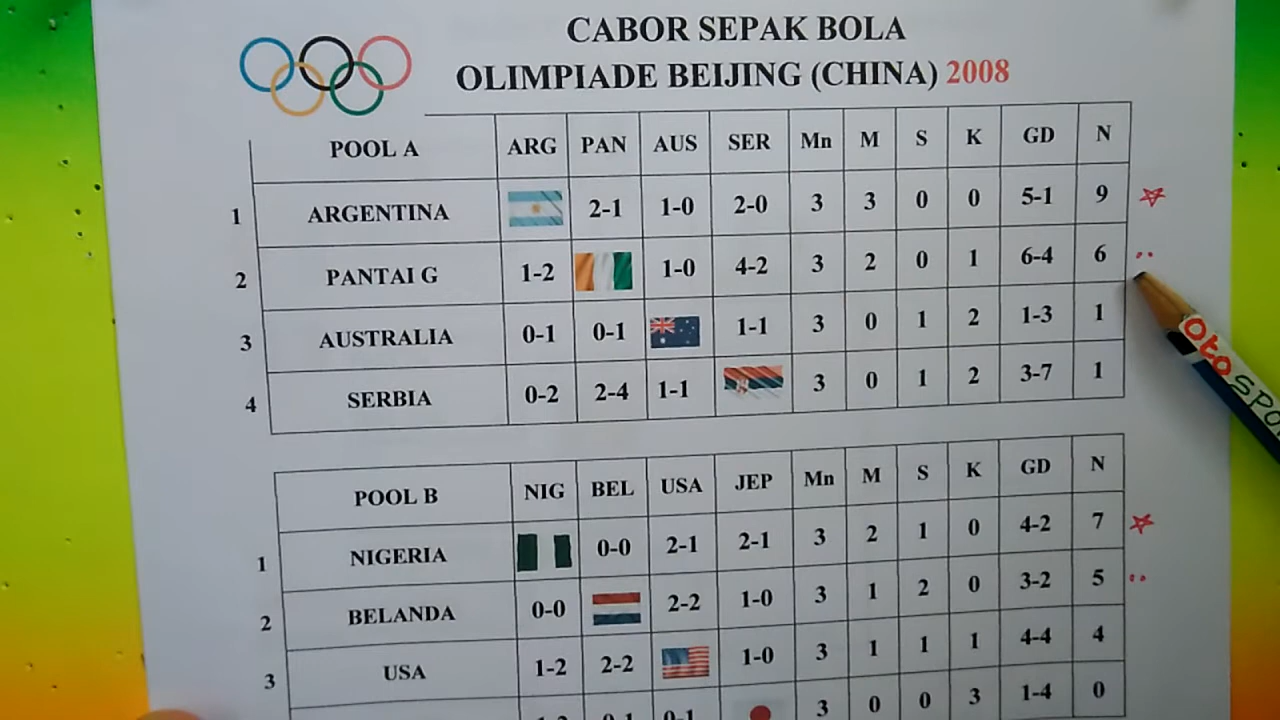 CABOR SEPAK BOLA
OLIMPIADE BEIJING (CHINA) 2008
POOL A ARG PAN AUS SER Mn M S K GD N
1 ARGENTINA 2-1 1-0 2-0 3 3 0 0 5-1 9
2 PANTAI G 1-2 1-0 4-2 3 2 0 1 6-4 6
3 AUSTRALIA 0-1 0-1 1-1 3 0 1 2 1-3 1
4 SERBIA 0-2 2-4 1-1 3 0 1 2 3-7 1
OTO SPO
POOL B NIG BEL USA JEP Mn M S K GD N
1 NIGERIA 0-0 2-1 2-1 3 2 1 0 4-2 7
2 BELANDA 0-0 2-2 1-0 3 1 2 0 3-2 5
3 USA 1-2 2-2 1-0 3 1 1 1 4-4 4
1-2 0-1 0-1 3 0 0 3 1-4 0